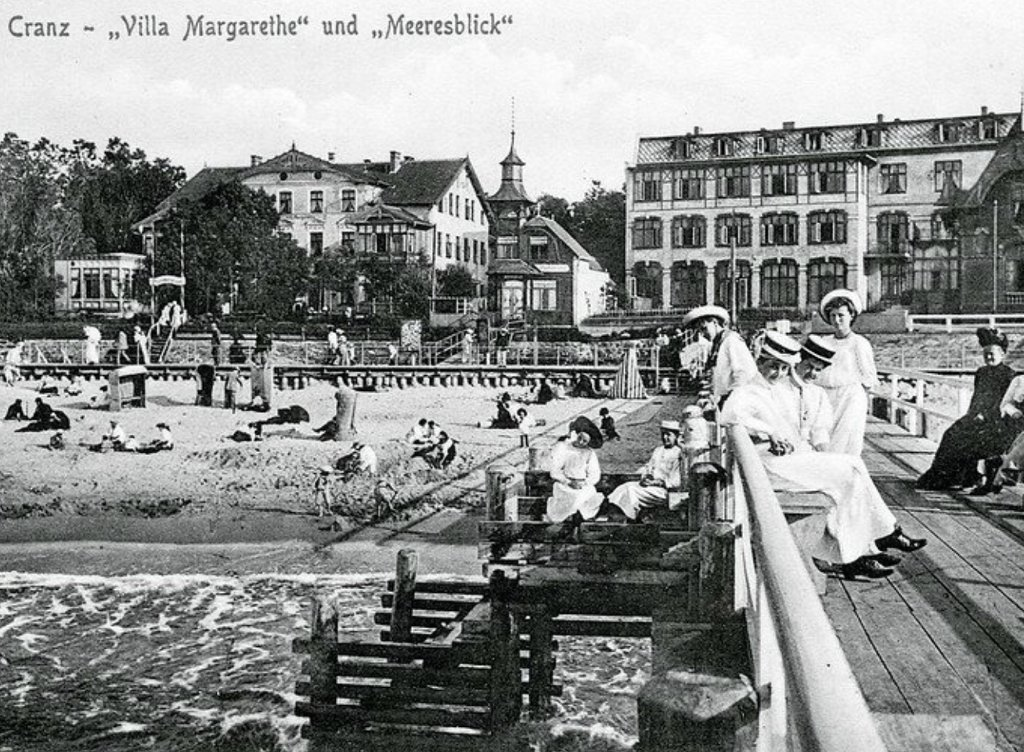 Cranz - „Villa Margarethe“ und „Meeresblick“